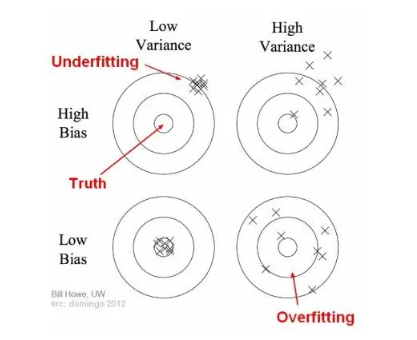 Low
Variance
High
Variance
Underfitting
High
Bias
Truth
Low
Bias
Bill Howe, UW
src: domingo 2012
Overfitting